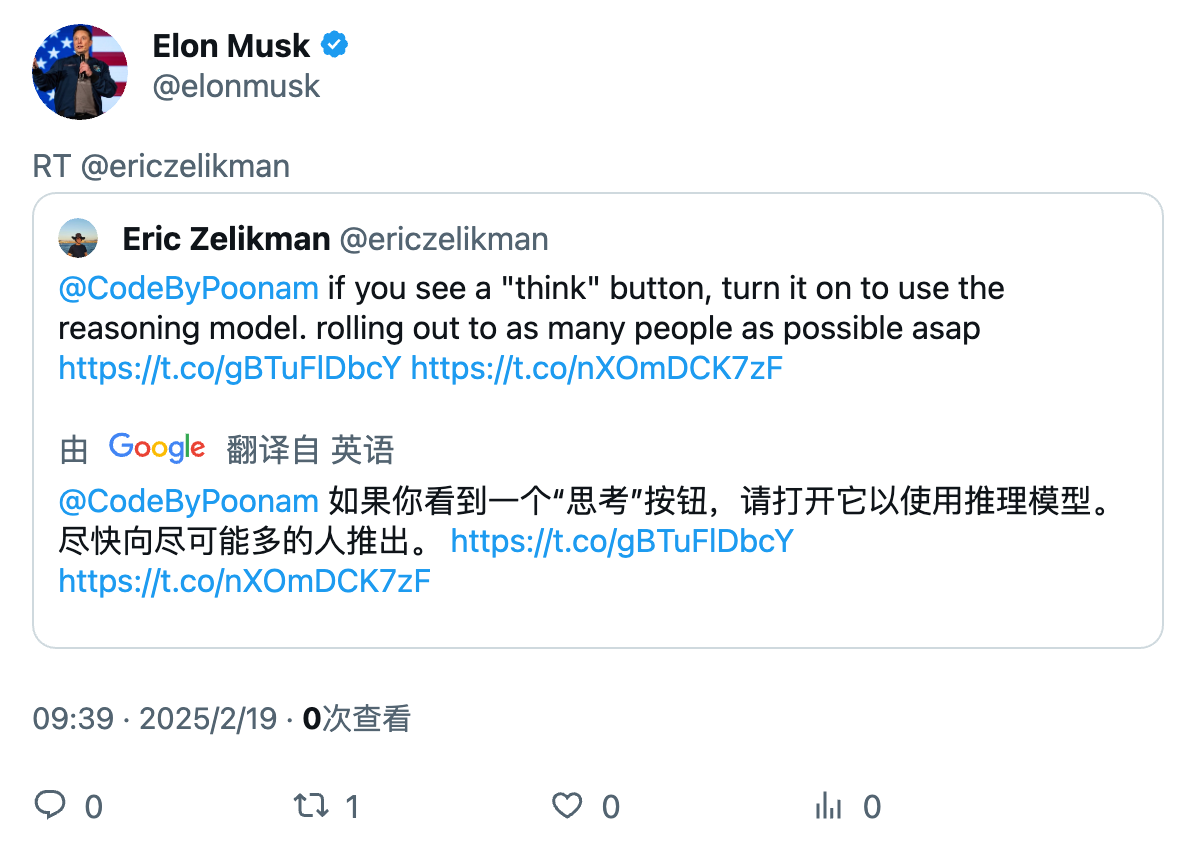 Elon Musk
@elonmusk
RT @ericzelikman
Eric Zelikman @ericzelikman
@CodeByPoonam if you see a "think" button, turn it on to use the
reasoning model. rolling out to as many people as possible asap
https://t.co/gBTuFlDbcY https://t.co/nXOmDCK7zF
由 Google 翻译自 英语
@CodeByPoonam 如果你看到一个“思考”按钮，请打开它以使用推理模型。
尽快向尽可能多的人推出。 https://t.co/gBTuFlDbcY
https://t.co/nXOmDCK7zF
09:39 · 2025/2/19 · 0次查看
0 1 0 0